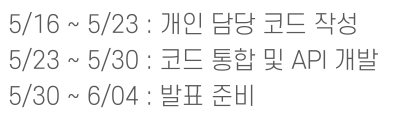 5/16 ~ 5/23 : 개인 담당 코드 작성
5/23 ~ 5/30 : 코드 통합 및 API 개발
5/30 ~ 6/04 : 발표 준비